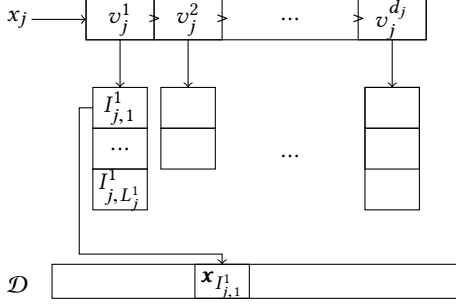 x_j v_j^1 > v_j^2 > ... > v_j^{d_j}
I_{j,1}^1
...
...
I_{j,L_j^1}^1
𝒟 𝒙_{I_{j,1}^1}